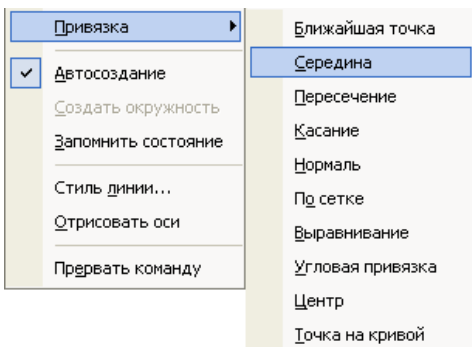 Привязка
Автосоздание
Создать окружность
Запомнить состояние
Стиль линии...
Отрисовать оси
Прервать команду
Ближайшая точка
Середина
Пересечение
Касание
Нормаль
По сетке
Выравнивание
Угловая привязка
Центр
Точка на кривой